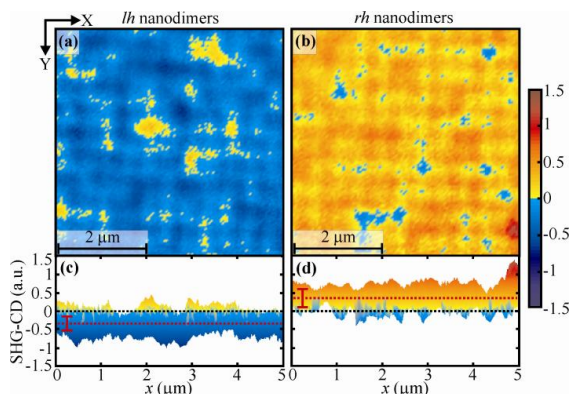 X
Y
lh nanodimers
rh nanodimers
(a)
(b)
2 μm
2 μm
1.5
1
0.5
0
-0.5
-1
-1.5
SHG-CD (a.u.)
1.5
1
0.5
0
-0.5
-1
-1.5
(c)
(d)
0 1 2 3 4 5
0 1 2 3 4 5
x (μm)
x (μm)